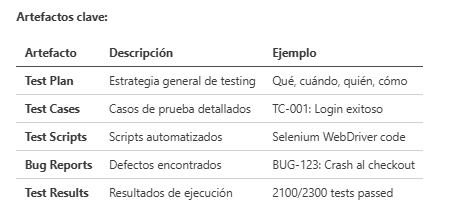 Artefactos clave:
Artefacto Descripción Ejemplo
Test Plan Estrategia general de testing Qué, cuándo, quién, cómo
Test Cases Casos de prueba detallados TC-001: Login exitoso
Test Scripts Scripts automatizados Selenium WebDriver code
Bug Reports Defectos encontrados BUG-123: Crash al checkout
Test Results Resultados de ejecución 2100/2300 tests passed